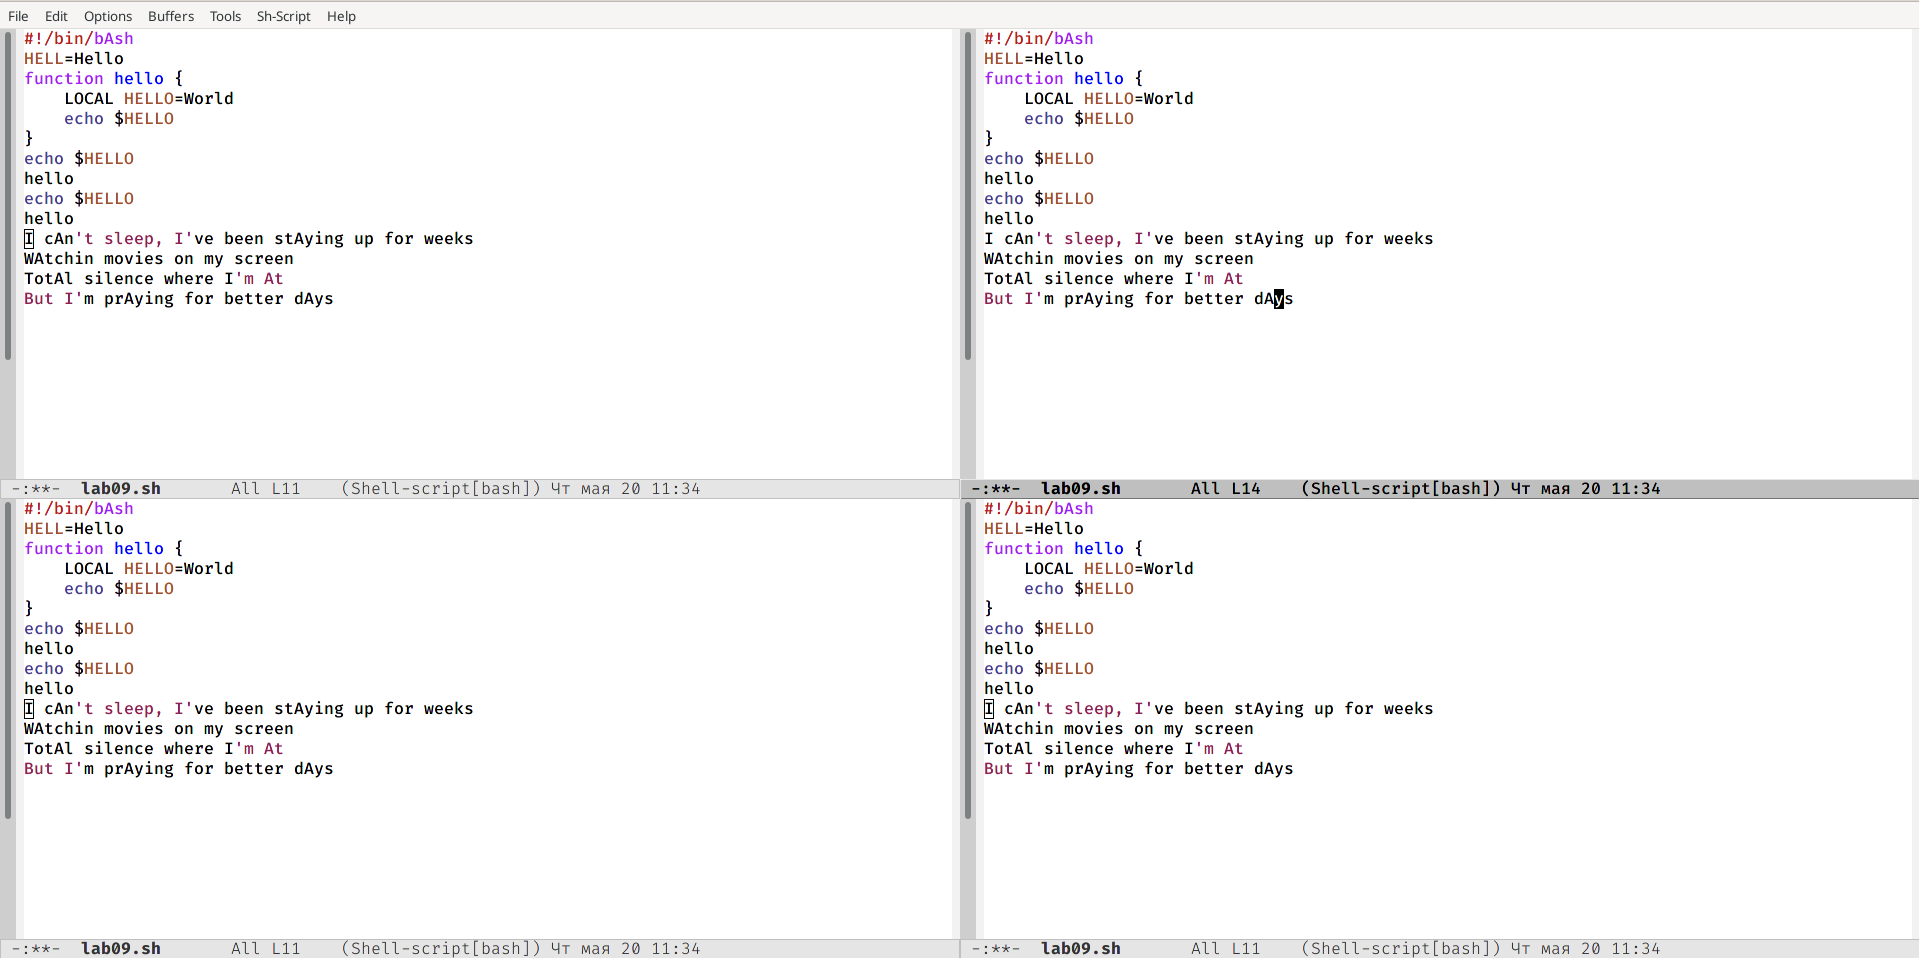 File Edit Options Buffers Tools Sh-Script Help
#!/bin/bAsh
HELL=Hello
function hello {
    LOCAL HELLO=World
    echo $HELLO
}
echo $HELLO
hello
echo $HELLO
hello
I cAn't sleep, I've been stAying up for weeks
WAtchin movies on my screen
TotAl silence where I'm At
But I'm prAying for better dAys
-:**-  lab09.sh       All L11    (Shell-script[bash]) Чт мая 20 11:34
#!/bin/bAsh
HELL=Hello
function hello {
    LOCAL HELLO=World
    echo $HELLO
}
echo $HELLO
hello
echo $HELLO
hello
I cAn't sleep, I've been stAying up for weeks
WAtchin movies on my screen
TotAl silence where I'm At
But I'm prAying for better dAys
-:**-  lab09.sh       All L14    (Shell-script[bash]) Чт мая 20 11:34
#!/bin/bAsh
HELL=Hello
function hello {
    LOCAL HELLO=World
    echo $HELLO
}
echo $HELLO
hello
echo $HELLO
hello
I cAn't sleep, I've been stAying up for weeks
WAtchin movies on my screen
TotAl silence where I'm At
But I'm prAying for better dAys
-:**-  lab09.sh       All L11    (Shell-script[bash]) Чт мая 20 11:34
#!/bin/bAsh
HELL=Hello
function hello {
    LOCAL HELLO=World
    echo $HELLO
}
echo $HELLO
hello
echo $HELLO
hello
I cAn't sleep, I've been stAying up for weeks
WAtchin movies on my screen
TotAl silence where I'm At
But I'm prAying for better dAys
-:**-  lab09.sh       All L11    (Shell-script[bash]) Чт мая 20 11:34